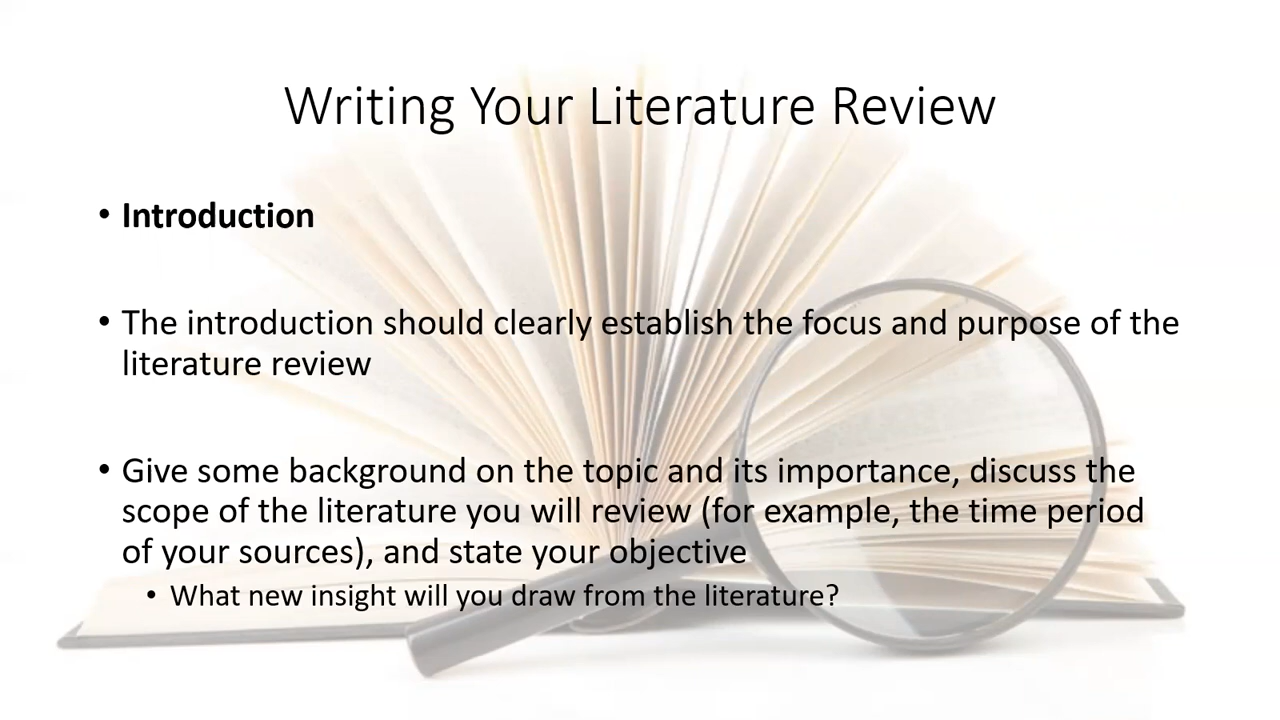 Writing Your Literature Review
• Introduction
• The introduction should clearly establish the focus and purpose of the
literature review
• Give some background on the topic and its importance, discuss the
scope of the literature you will review (for example, the time period
of your sources), and state your objective
• What new insight will you draw from the literature?